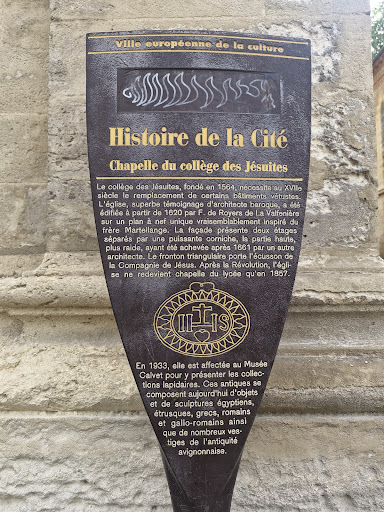 Ville européenne de la culture
Histoire de la Cité
Chapelle du collège des Jésuites
Le collège des Jésuites, fondé en 1564, nécessita au XVIIe
siècle le remplacement de certains bâtiments vétustes.
L'église, superbe témoignage d'architecture baroque, a été
édifiée à partir de 1620 par F. de Royers de La Valfenière
sur un plan à nef unique vraisemblablement inspiré du
frère Martellange. La façade présente deux étages
séparés par une puissante corniche, la partie haute,
plus raide, ayant été achevée après 1661 par un autre
architecte. Le fronton triangulaire porte l'écusson de
la Compagnie de Jésus. Après la Révolution, l'égli-
se ne redevient chapelle du lycée qu'en 1857.
IHS
En 1933, elle est affectée au Musée
Calvet pour y présenter les collec-
tions lapidaires. Ces antiques se
composent aujourd'hui d'objets
et de sculptures égyptiens,
étrusques, grecs, romains
et gallo-romains ainsi
que de nombreux ves-
tiges de l'antiquité
avignonnaise.